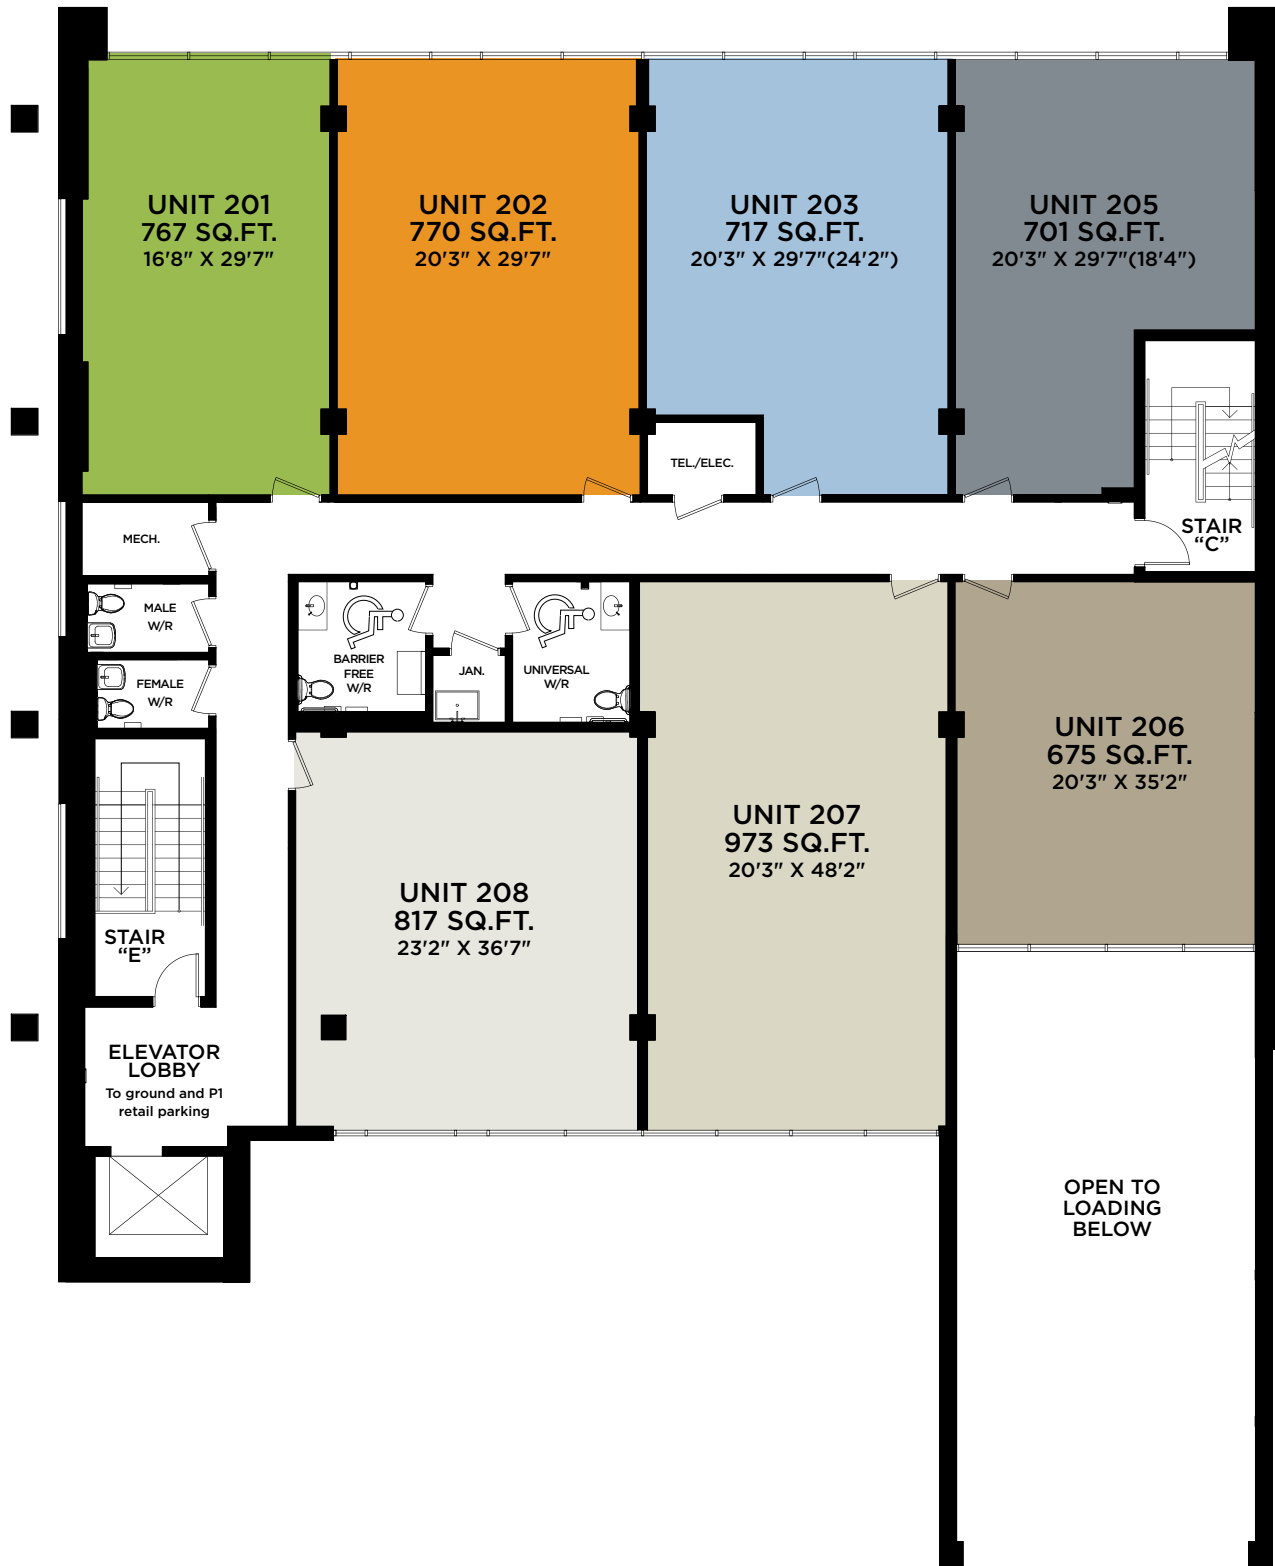 UNIT 201
767 SQ.FT.
16'8" X 29'7"
UNIT 202
770 SQ.FT.
20'3" X 29'7"
UNIT 203
717 SQ.FT.
20'3" X 29'7"(24'2")
UNIT 205
701 SQ.FT.
20'3" X 29'7"(18'4")
TEL./ELEC.
STAIR
"C"
MECH.
MALE
W/R
FEMALE
W/R
BARRIER
FREE
W/R
JAN.
UNIVERSAL
W/R
UNIT 206
675 SQ.FT.
20'3" X 35'2"
UNIT 207
973 SQ.FT.
20'3" X 48'2"
UNIT 208
817 SQ.FT.
23'2" X 36'7"
STAIR
"E"
ELEVATOR
LOBBY
To ground and P1
retail parking
OPEN TO
LOADING
BELOW